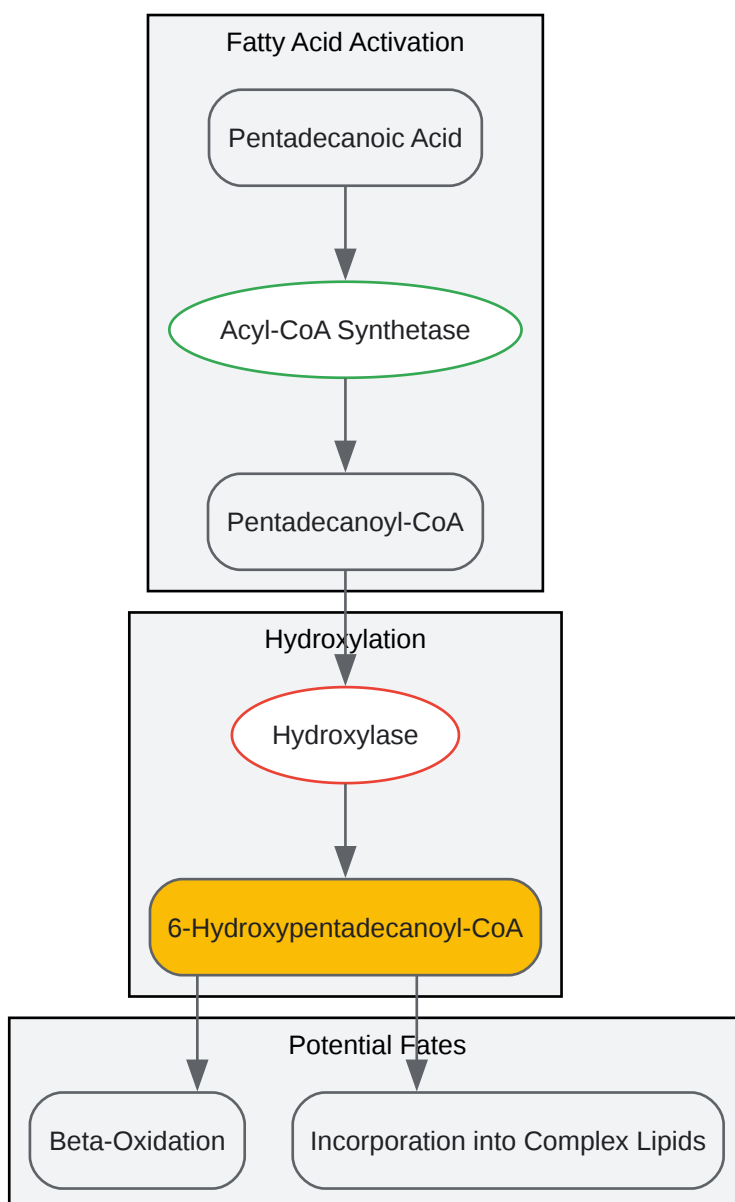 Fatty Acid Activation
Pentadecanoic Acid
Acyl-CoA Synthetase
Pentadecanoyl-CoA
Hydroxylation
Hydroxylase
6-Hydroxypentadecanoyl-CoA
Potential Fates
Beta-Oxidation
Incorporation into Complex Lipids